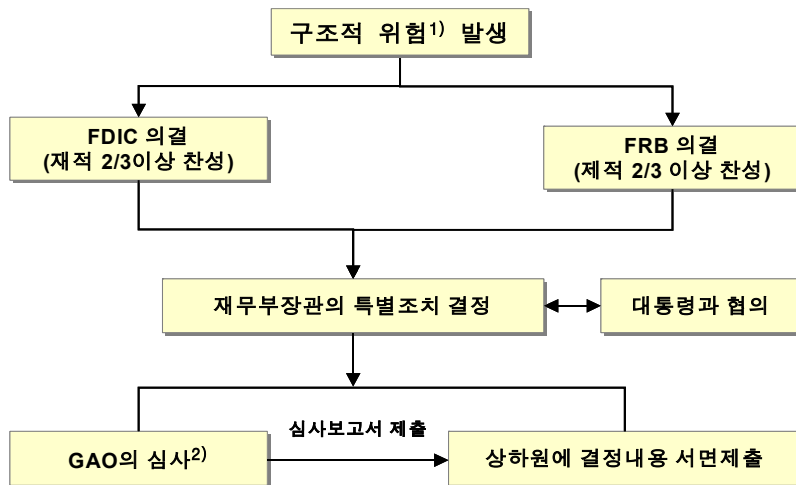 구조적 위험1) 발생
FDIC 의결
(재적 2/3이상 찬성)
FRB 의결
(제적 2/3 이상 찬성)
재무부장관의 특별조치 결정
대통령과 협의
심사보고서 제출
GAO의 심사2)
상하원에 결정내용 서면제출